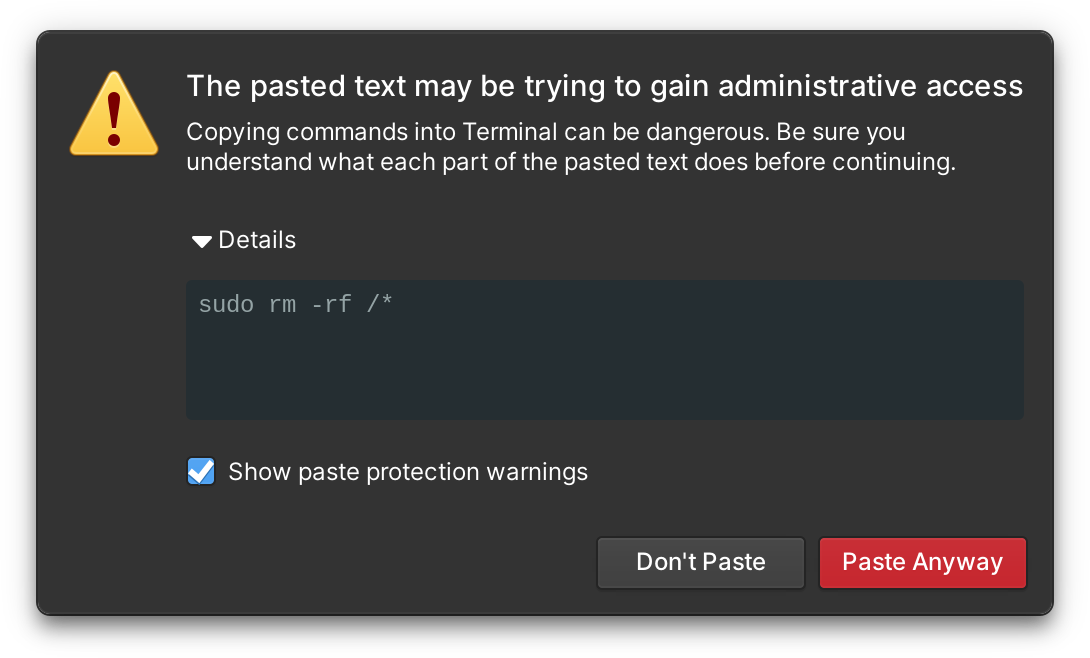 The pasted text may be trying to gain administrative access
Copying commands into Terminal can be dangerous. Be sure you
understand what each part of the pasted text does before continuing.
Details
sudo rm -rf /*
Show paste protection warnings
Don't Paste
Paste Anyway